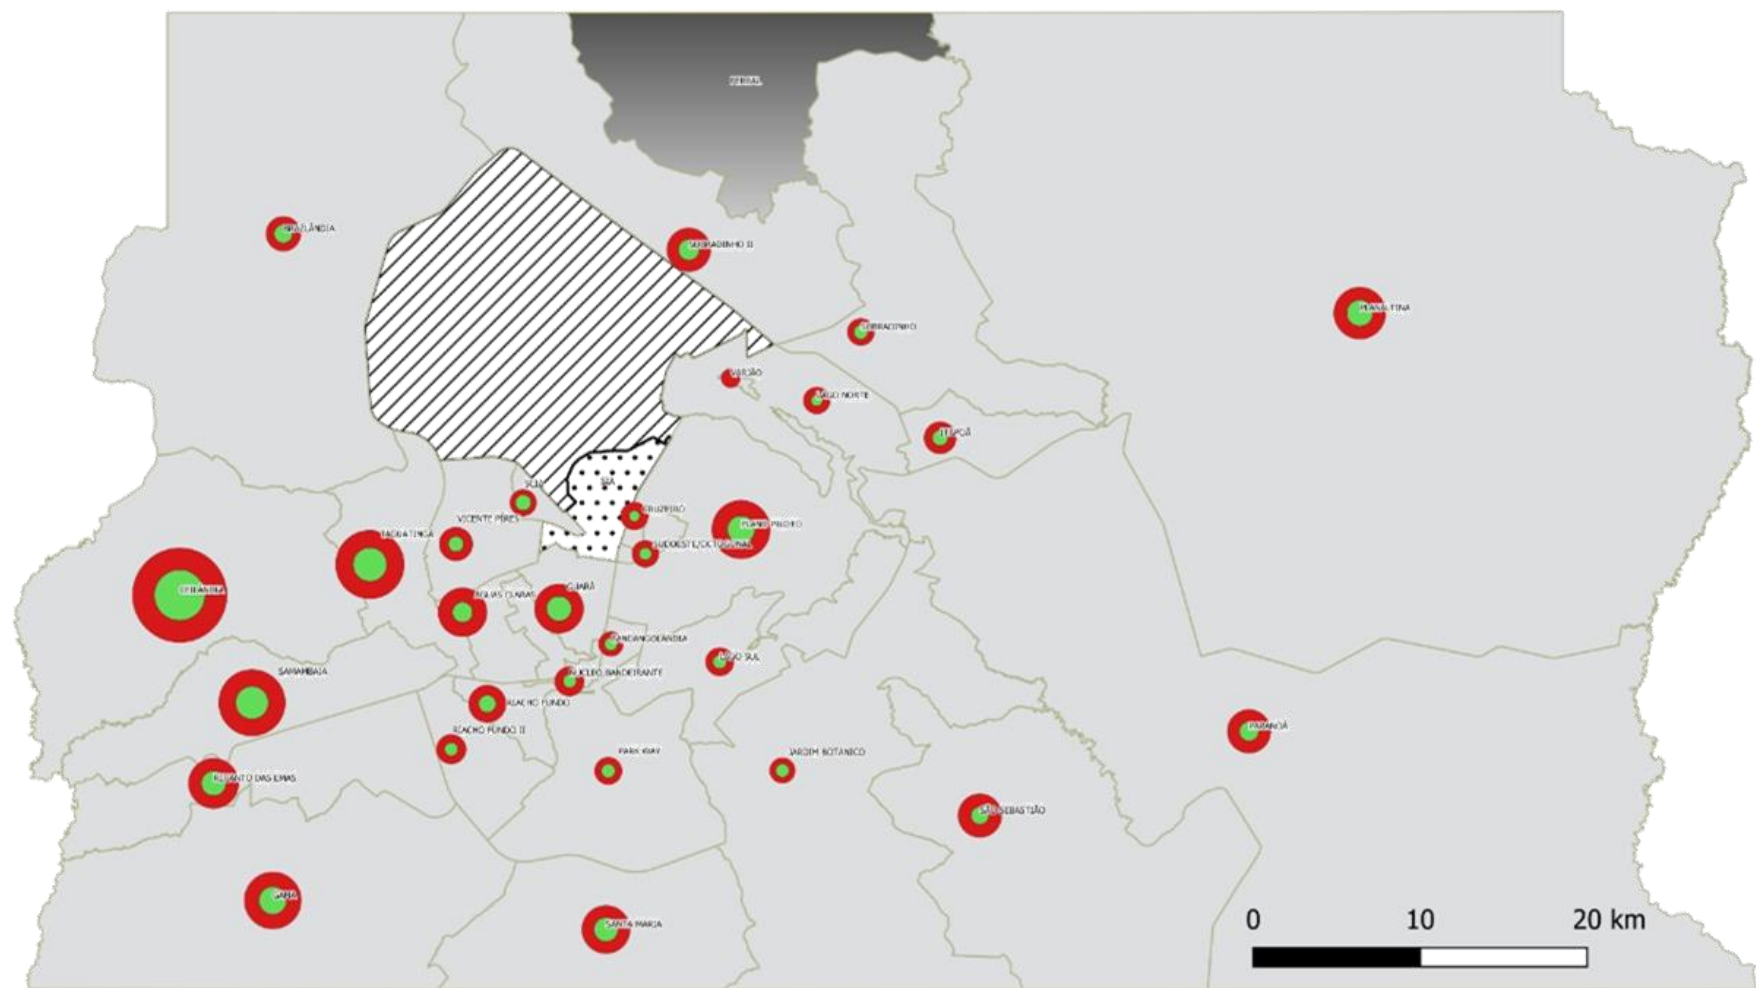 FERCAL
BRAZLÂNDIA
SOBRADINHO II
PLANALTINA
SOBRADINHO
VARJÃO
LAGO NORTE
ITAPOÃ
SCIA
SIA
CRUZEIRO
VICENTE PIRES
PLANO PILOTO
TAGUATINGA
SUDOESTE/OCTOGONAL
CEILÂNDIA
ÁGUAS CLARAS
GUARÁ
CANDANGOLÂNDIA
LAGO SUL
SAMAMBAIA
NÚCLEO BANDEIRANTE
RIACHO FUNDO
RIACHO FUNDO II
PARK WAY
JARDIM BOTÂNICO
PARANOÁ
RECANTO DAS EMAS
SÃO SEBASTIÃO
GAMA
SANTA MARIA
0 10 20 km